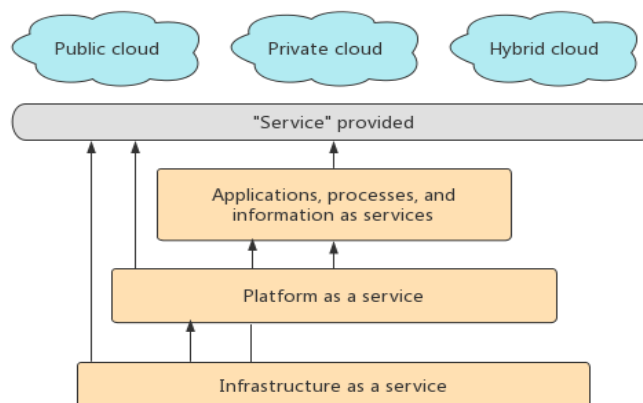 Public cloud
Private cloud
Hybrid cloud
"Service" provided
Applications, processes, and
information as services
Platform as a service
Infrastructure as a service